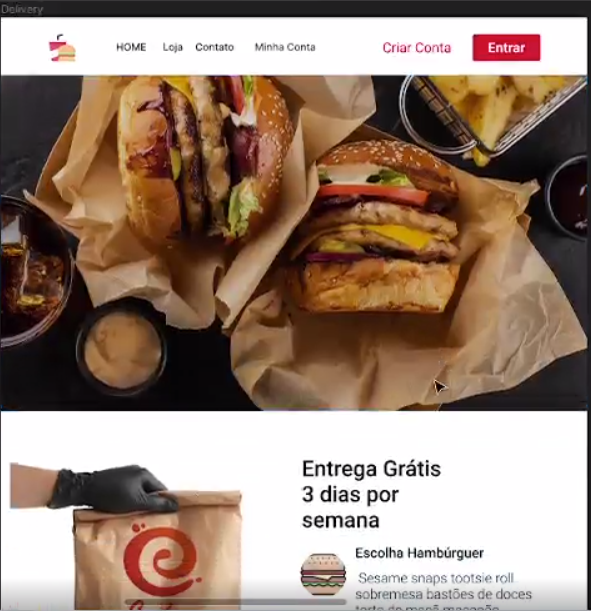 Delivery
HOME Loja Contato Minha Conta Criar Conta Entrar
Entrega Grátis
3 dias por
semana
Escolha Hambúrguer
Sesame snaps tootsie roll
sobremesa bastões de doces